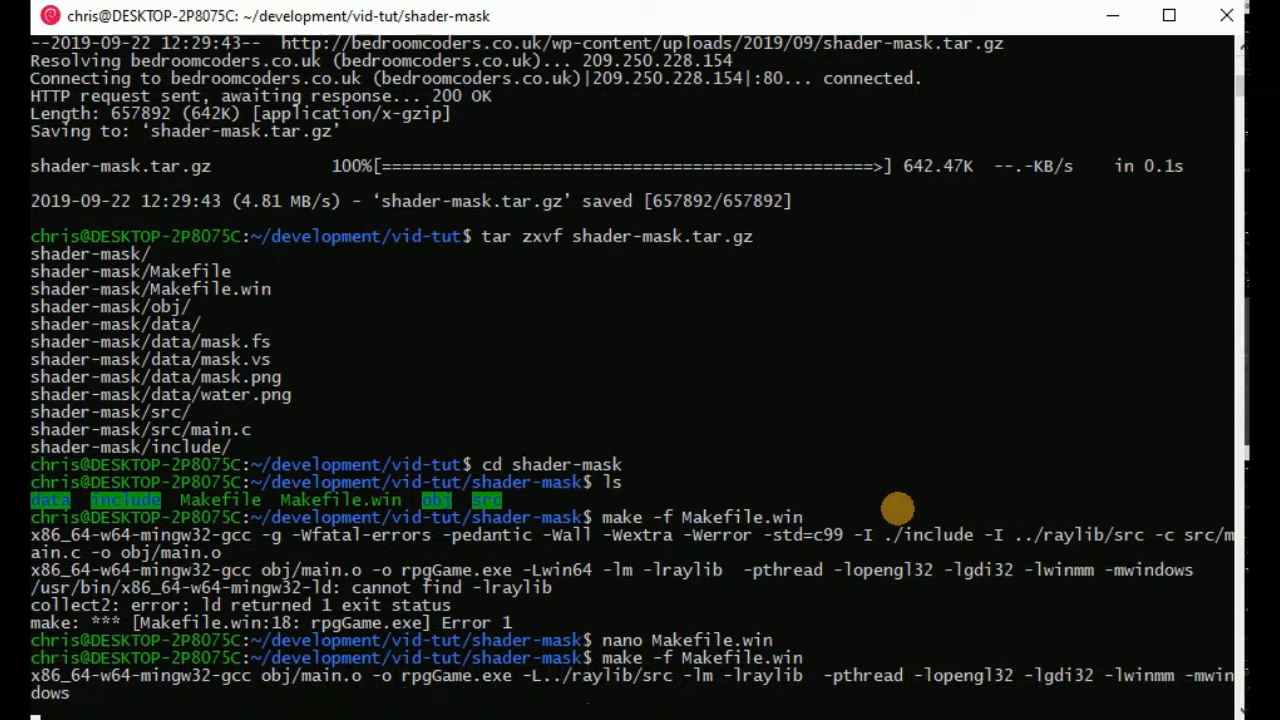 chris@DESKTOP-2P8075C: ~/development/vid-tut/shader-mask
--2019-09-22 12:29:43--  http://bedroomcoders.co.uk/wp-content/uploads/2019/09/shader-mask.tar.gz
Resolving bedroomcoders.co.uk (bedroomcoders.co.uk)... 209.250.228.154
Connecting to bedroomcoders.co.uk (bedroomcoders.co.uk)|209.250.228.154|:80... connected.
HTTP request sent, awaiting response... 200 OK
Length: 657892 (642K) [application/x-gzip]
Saving to: ‘shader-mask.tar.gz’
shader-mask.tar.gz            100%[=================================================>] 642.47K  --.-KB/s    in 0.1s
2019-09-22 12:29:43 (4.81 MB/s) - ‘shader-mask.tar.gz’ saved [657892/657892]
chris@DESKTOP-2P8075C:~/development/vid-tut$ tar zxvf shader-mask.tar.gz
shader-mask/
shader-mask/Makefile
shader-mask/Makefile.win
shader-mask/obj/
shader-mask/data/
shader-mask/data/mask.fs
shader-mask/data/mask.vs
shader-mask/data/mask.png
shader-mask/data/water.png
shader-mask/src/
shader-mask/src/main.c
shader-mask/include/
chris@DESKTOP-2P8075C:~/development/vid-tut$ cd shader-mask
chris@DESKTOP-2P8075C:~/development/vid-tut/shader-mask$ ls
data  include  Makefile  Makefile.win  obj  src
chris@DESKTOP-2P8075C:~/development/vid-tut/shader-mask$ make -f Makefile.win
x86_64-w64-mingw32-gcc -g -Wfatal-errors -pedantic -Wall -Wextra -Werror -std=c99 -I ./include -I ../raylib/src -c src/m
ain.c -o obj/main.o
x86_64-w64-mingw32-gcc obj/main.o -o rpgGame.exe -Lwin64 -lm -lraylib  -pthread -lopengl32 -lgdi32 -lwinmm -mwindows
/usr/bin/x86_64-w64-mingw32-ld: cannot find -lraylib
collect2: error: ld returned 1 exit status
make: *** [Makefile.win:18: rpgGame.exe] Error 1
chris@DESKTOP-2P8075C:~/development/vid-tut/shader-mask$ nano Makefile.win
chris@DESKTOP-2P8075C:~/development/vid-tut/shader-mask$ make -f Makefile.win
x86_64-w64-mingw32-gcc obj/main.o -o rpgGame.exe -L../raylib/src -lm -lraylib  -pthread -lopengl32 -lgdi32 -lwinmm -mwin
dows